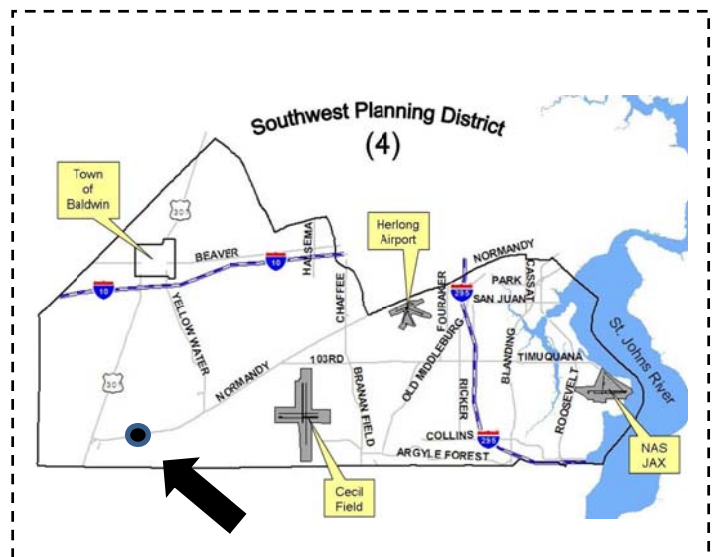 Southwest Planning District
(4)
Town
of
Baldwin
301
BEAVER
10
10
HALSEMA
CHAFFEE
Herlong
Airport
NORMANDY
295
FOURAKER
PARK
SAN JUAN
CASSAT
St. Johns River
YELLOW WATER
NORMANDY
103RD
OLD MIDDLEBURG
BLANDING
TIMUQUANA
301
BRANAN FIELD
RICKER
ROOSEVELT
COLLINS
295
ARGYLE FOREST
NAS
JAX
Cecil
Field